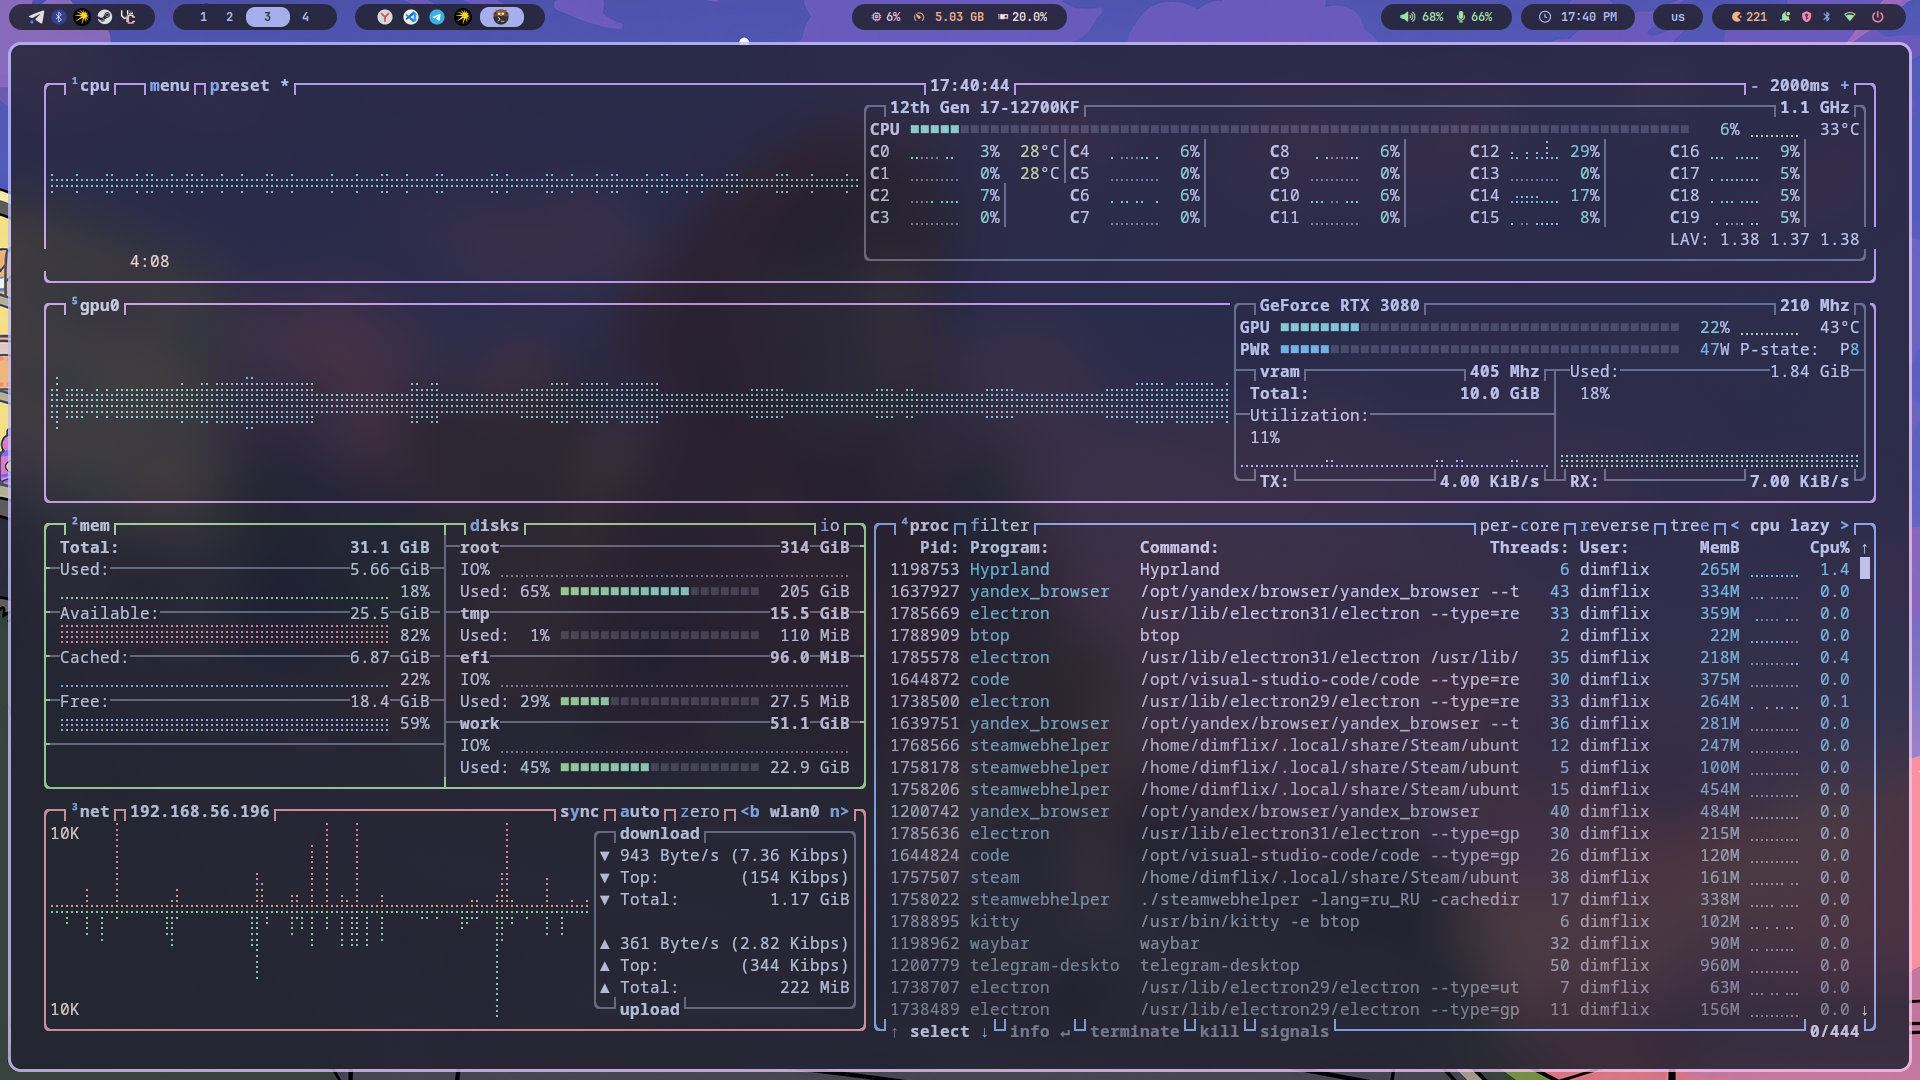 1 2 3 4
6% 5.03 GB 20.0%
68% 66%
17:40 PM
us
221
1cpu menu preset * 17:40:44 - 2000ms +
12th Gen i7-12700KF 1.1 GHz
CPU 6% 33°C
C0 3% 28°C C4 6% C8 6% C12 29% C16 9%
C1 0% 28°C C5 0% C9 0% C13 0% C17 5%
C2 7% C6 6% C10 6% C14 17% C18 5%
C3 0% C7 0% C11 0% C15 8% C19 5%
LAV: 1.38 1.37 1.38
4:08
5gpu0 GeForce RTX 3080 210 Mhz
GPU 22% 43°C
PWR 47W P-state: P8
vram 405 Mhz Used: 1.84 GiB
Total: 10.0 GiB 18%
Utilization:
11%
TX: 4.00 KiB/s RX: 7.00 KiB/s
2mem
Total: 31.1 GiB
Used: 5.66 GiB
18%
Available: 25.5 GiB
82%
Cached: 6.87 GiB
22%
Free: 18.4 GiB
59%
disks io
root 314 GiB
IO%
Used: 65% 205 GiB
tmp 15.5 GiB
Used: 1% 110 MiB
efi 96.0 MiB
IO%
Used: 29% 27.5 MiB
work 51.1 GiB
IO%
Used: 45% 22.9 GiB
3net 192.168.56.196 sync auto zero <b wlan0 n>
10K
download
▼ 943 Byte/s (7.36 Kibps)
▼ Top: (154 Kibps)
▼ Total: 1.17 GiB
▲ 361 Byte/s (2.82 Kibps)
▲ Top: (344 Kibps)
▲ Total: 222 MiB
10K
upload
4proc filter per-core reverse tree < cpu lazy >
Pid: Program: Command: Threads: User: MemB Cpu% ↑
1198753 Hyprland Hyprland 6 dimflix 265M 1.4
1637927 yandex_browser /opt/yandex/browser/yandex_browser --t 43 dimflix 334M 0.0
1785669 electron /usr/lib/electron31/electron --type=re 33 dimflix 359M 0.0
1788909 btop btop 2 dimflix 22M 0.0
1785578 electron /usr/lib/electron31/electron /usr/lib/ 35 dimflix 218M 0.4
1644872 code /opt/visual-studio-code/code --type=re 30 dimflix 375M 0.0
1738500 electron /usr/lib/electron29/electron --type=re 33 dimflix 264M 0.1
1639751 yandex_browser /opt/yandex/browser/yandex_browser --t 36 dimflix 281M 0.0
1768566 steamwebhelper /home/dimflix/.local/share/Steam/ubunt 12 dimflix 247M 0.0
1758178 steamwebhelper /home/dimflix/.local/share/Steam/ubunt 5 dimflix 100M 0.0
1758206 steamwebhelper /home/dimflix/.local/share/Steam/ubunt 15 dimflix 454M 0.0
1200742 yandex_browser /opt/yandex/browser/yandex_browser 40 dimflix 484M 0.0
1785636 electron /usr/lib/electron31/electron --type=gp 30 dimflix 215M 0.0
1644824 code /opt/visual-studio-code/code --type=gp 26 dimflix 120M 0.0
1757507 steam /home/dimflix/.local/share/Steam/ubunt 38 dimflix 161M 0.0
1758022 steamwebhelper ./steamwebhelper -lang=ru_RU -cachedir 17 dimflix 338M 0.0
1788895 kitty /usr/bin/kitty -e btop 6 dimflix 102M 0.0
1198962 waybar waybar 32 dimflix 90M 0.0
1200779 telegram-deskto telegram-desktop 50 dimflix 960M 0.0
1738707 electron /usr/lib/electron29/electron --type=ut 7 dimflix 63M 0.0
1738489 electron /usr/lib/electron29/electron --type=gp 11 dimflix 156M 0.0 ↓
↑ select ↓ info ↵ terminate kill signals 0/444